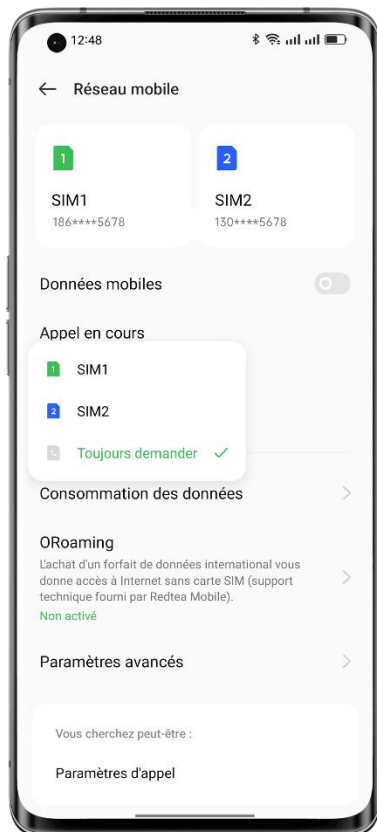 12:48
Réseau mobile
1
2
SIM1
SIM2
186****5678
130****5678
Données mobiles
Appel en cours
1 SIM1
2 SIM2
Toujours demander
Consommation des données
ORoaming
L'achat d'un forfait de données international vous
donne accès à Internet sans carte SIM (support
technique fourni par Redtea Mobile).
Non activé
Paramètres avancés
Vous cherchez peut-être :
Paramètres d'appel